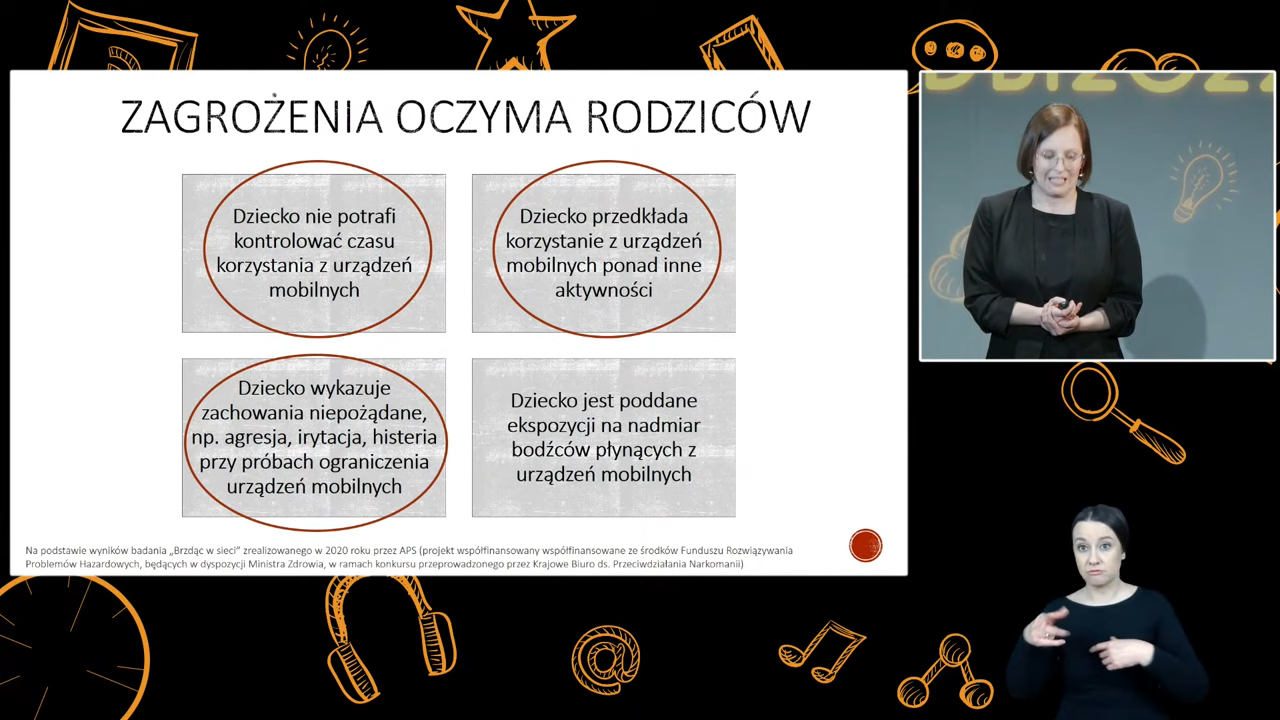 ZAGROŻENIA OCZYMA RODZICÓW
Dziecko nie potrafi
kontrolować czasu
korzystania z urządzeń
mobilnych
Dziecko przedkłada
korzystanie z urządzeń
mobilnych ponad inne
aktywności
Dziecko wykazuje
zachowania niepożądane,
np. agresja, irytacja, histeria
przy próbach ograniczenia
urządzeń mobilnych
Dziecko jest poddane
ekspozycji na nadmiar
bodźców płynących z
urządzeń mobilnych
Na podstawie wyników badania „Brzdąc w sieci” zrealizowanego w 2020 roku przez APS (projekt współfinansowany współfinansowane ze środków Funduszu Rozwiązywania
Problemów Hazardowych, będących w dyspozycji Ministra Zdrowia, w ramach konkursu przeprowadzonego przez Krajowe Biuro ds. Przeciwdziałania Narkomanii)